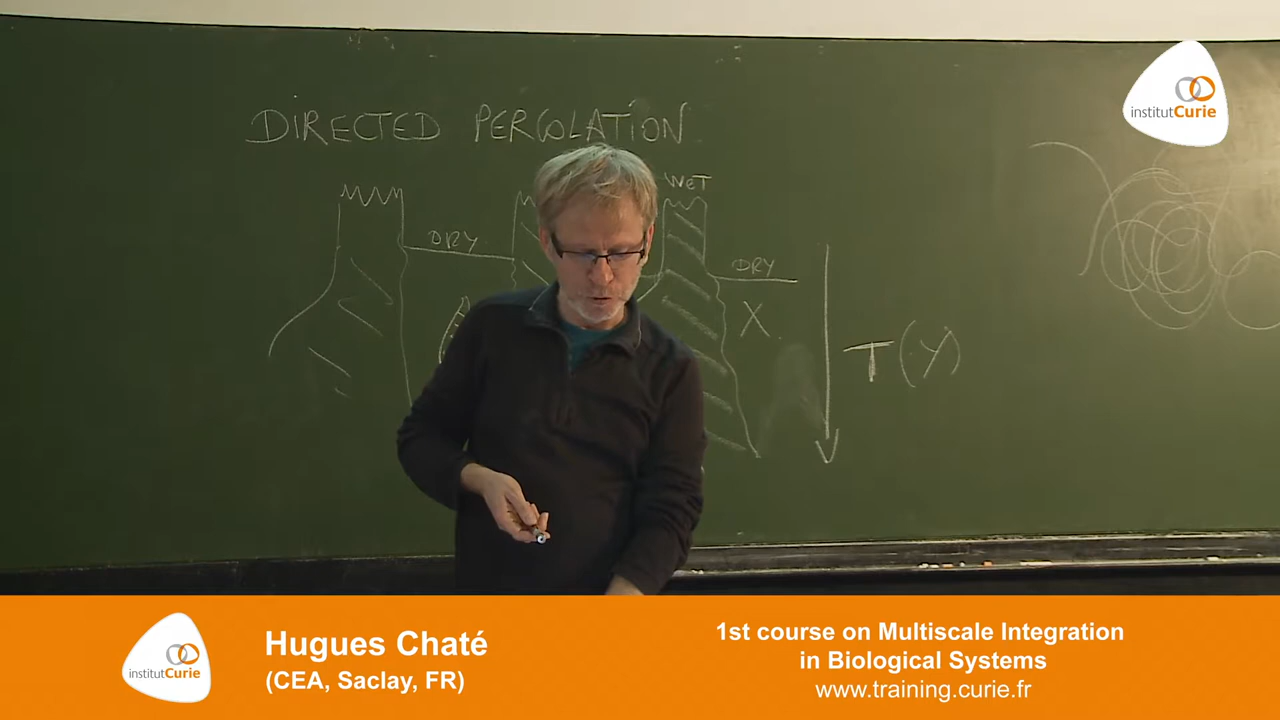 DIRECTED PERCOLATION
WET
DRY
DRY
X
T(Y)
institutCurie
institutCurie
Hugues Chaté
(CEA, Saclay, FR)
1st course on Multiscale Integration
in Biological Systems
www.training.curie.fr